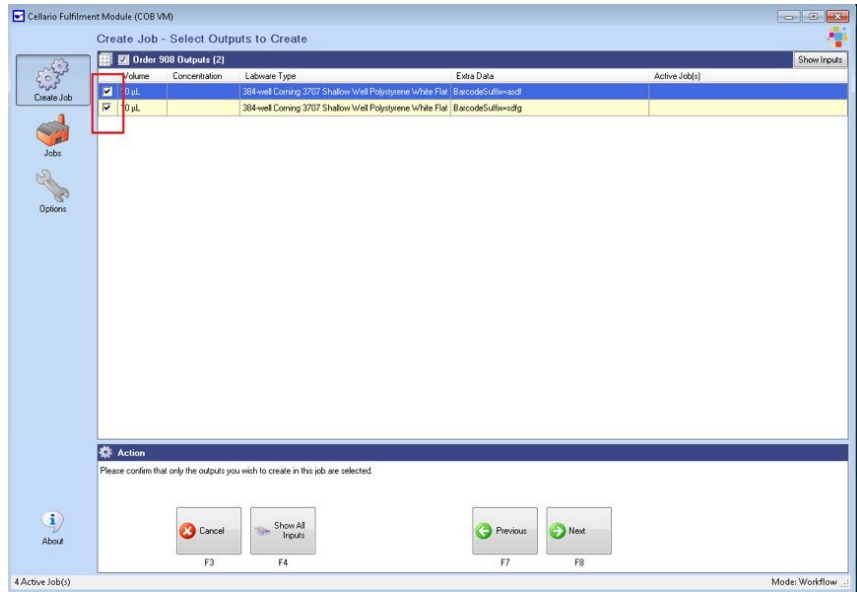 Cellario Fulfilment Module (COB VM)
Create Job - Select Outputs to Create
Order 908 Outputs (2)
Show Inputs
Volume Concentration Labware Type Extra Data Active Job(s)
10 µL 384-well Corning 3707 Shallow Well Polystyrene White Flat BarcodeSuffix=asdf
10 µL 384-well Corning 3707 Shallow Well Polystyrene White Flat BarcodeSuffix=sdfg
Create Job
Jobs
Options
Action
Please confirm that only the outputs you wish to create in this job are selected.
Cancel
Show All
Inputs
Previous
Next
F3 F4 F7 F8
About
4 Active Job(s)
Mode: Workflow